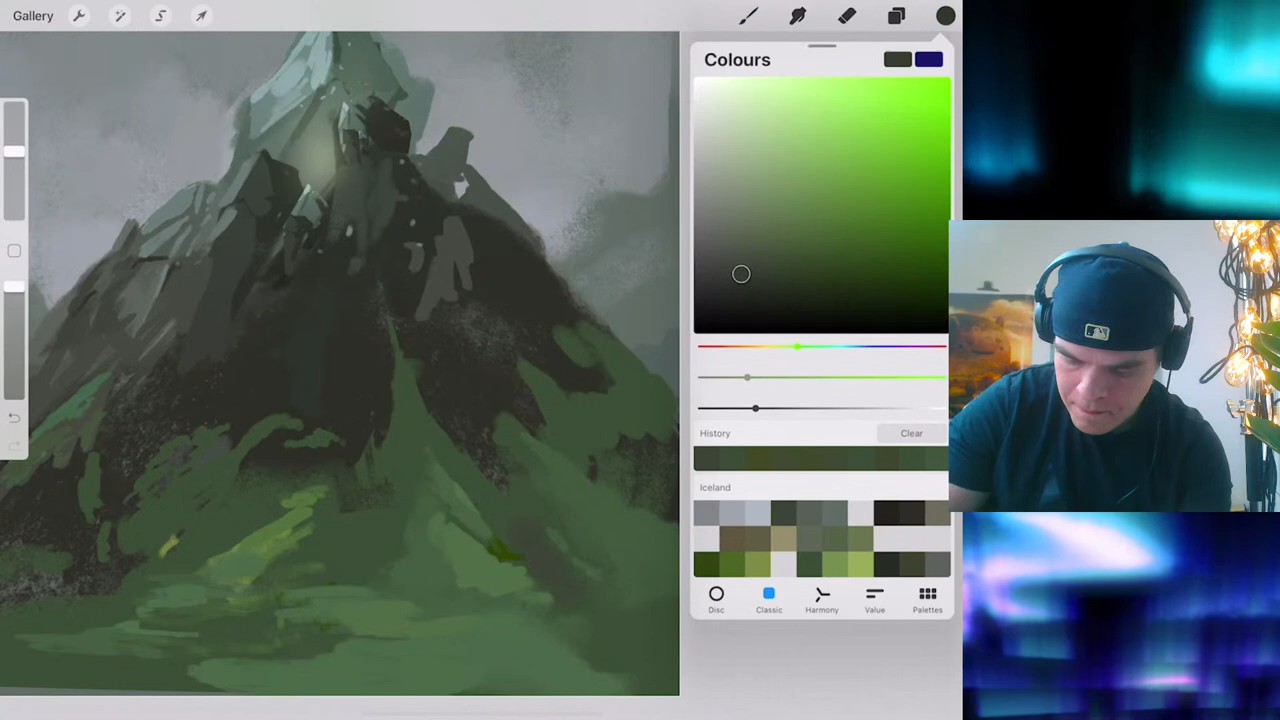 Gallery
Colours
History
Clear
Iceland
Disc
Classic
Harmony
Value
Palettes